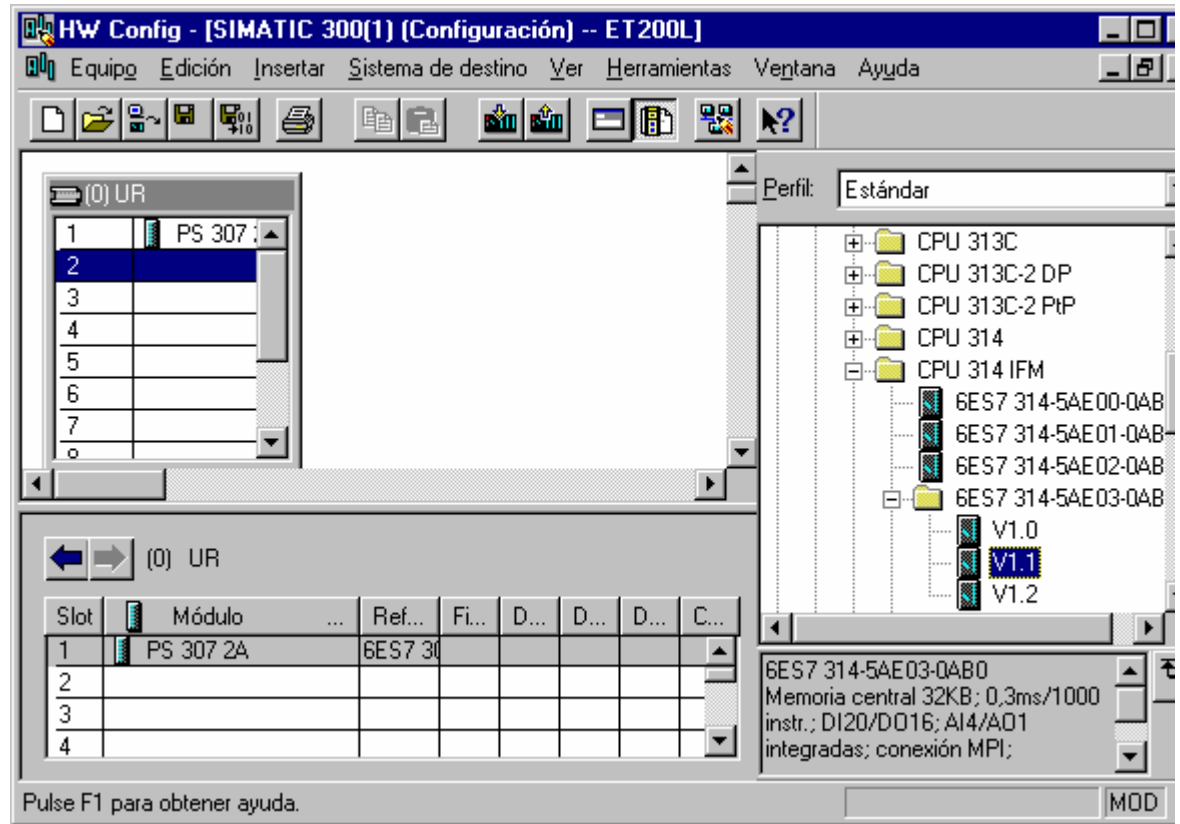 HW Config - [SIMATIC 300(1) (Configuración) -- ET200L]
Equipo Edición Insertar Sistema de destino Ver Herramientas Ventana Ayuda
(0) UR
1 PS 307
2
3
4
5
6
7
Perfil: Estándar
CPU 313C
CPU 313C-2 DP
CPU 313C-2 PtP
CPU 314
CPU 314 IFM
6ES7 314-5AE00-0AB
6ES7 314-5AE01-0AB
6ES7 314-5AE02-0AB
6ES7 314-5AE03-0AB
V1.0
V1.1
V1.2
(0) UR
Slot Módulo ... Ref... Fi... D... D... D... C...
1 PS 307 2A 6ES7 30
2
3
4
6ES7 314-5AE03-0AB0
Memoria central 32KB; 0,3ms/1000
instr.; DI20/DO16; AI4/AO1
integradas; conexión MPI;
Pulse F1 para obtener ayuda.
MOD